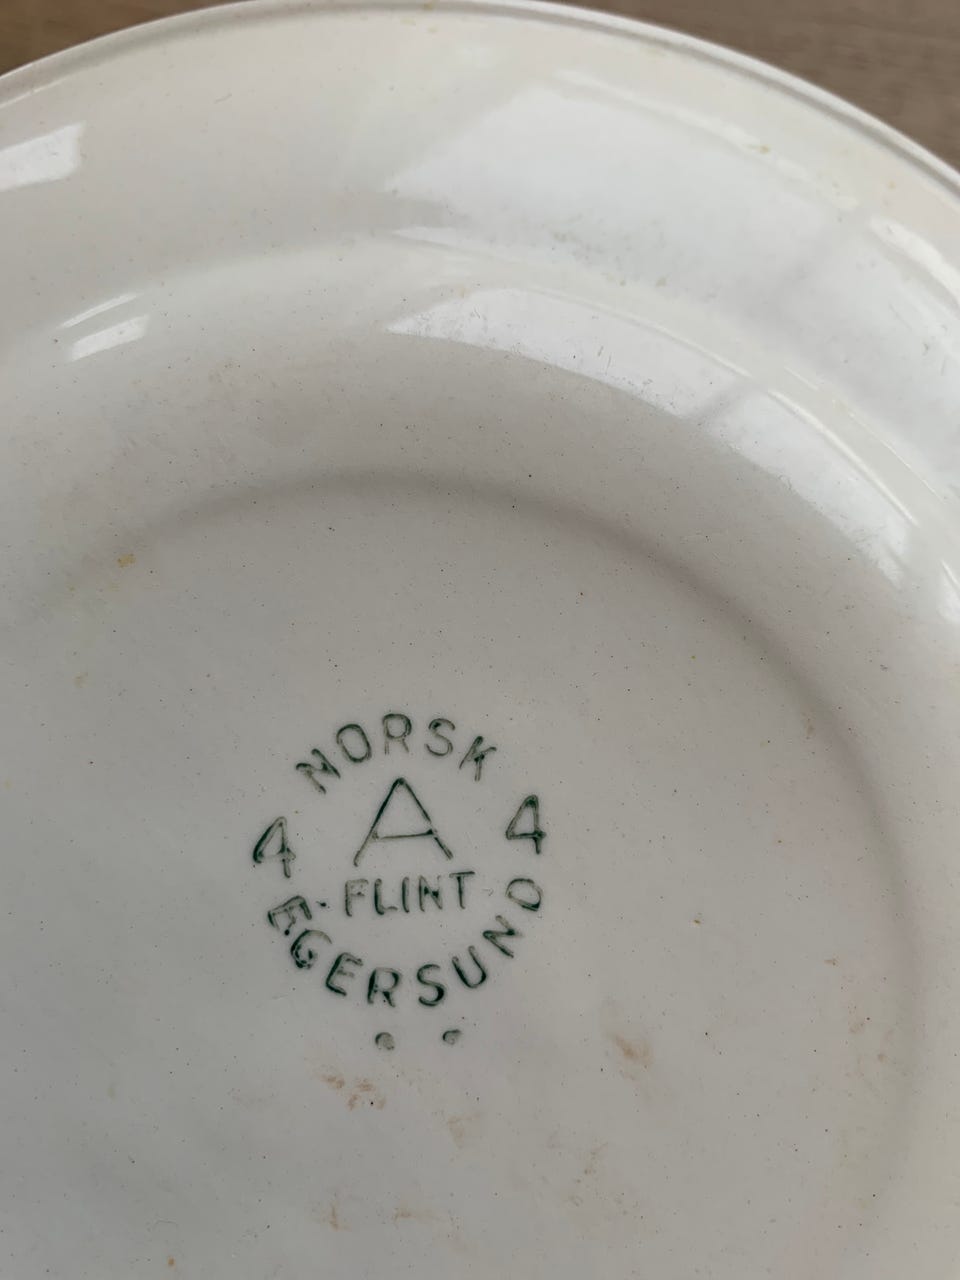 NORSK
A
4 4
·FLINT·
EGERSUND